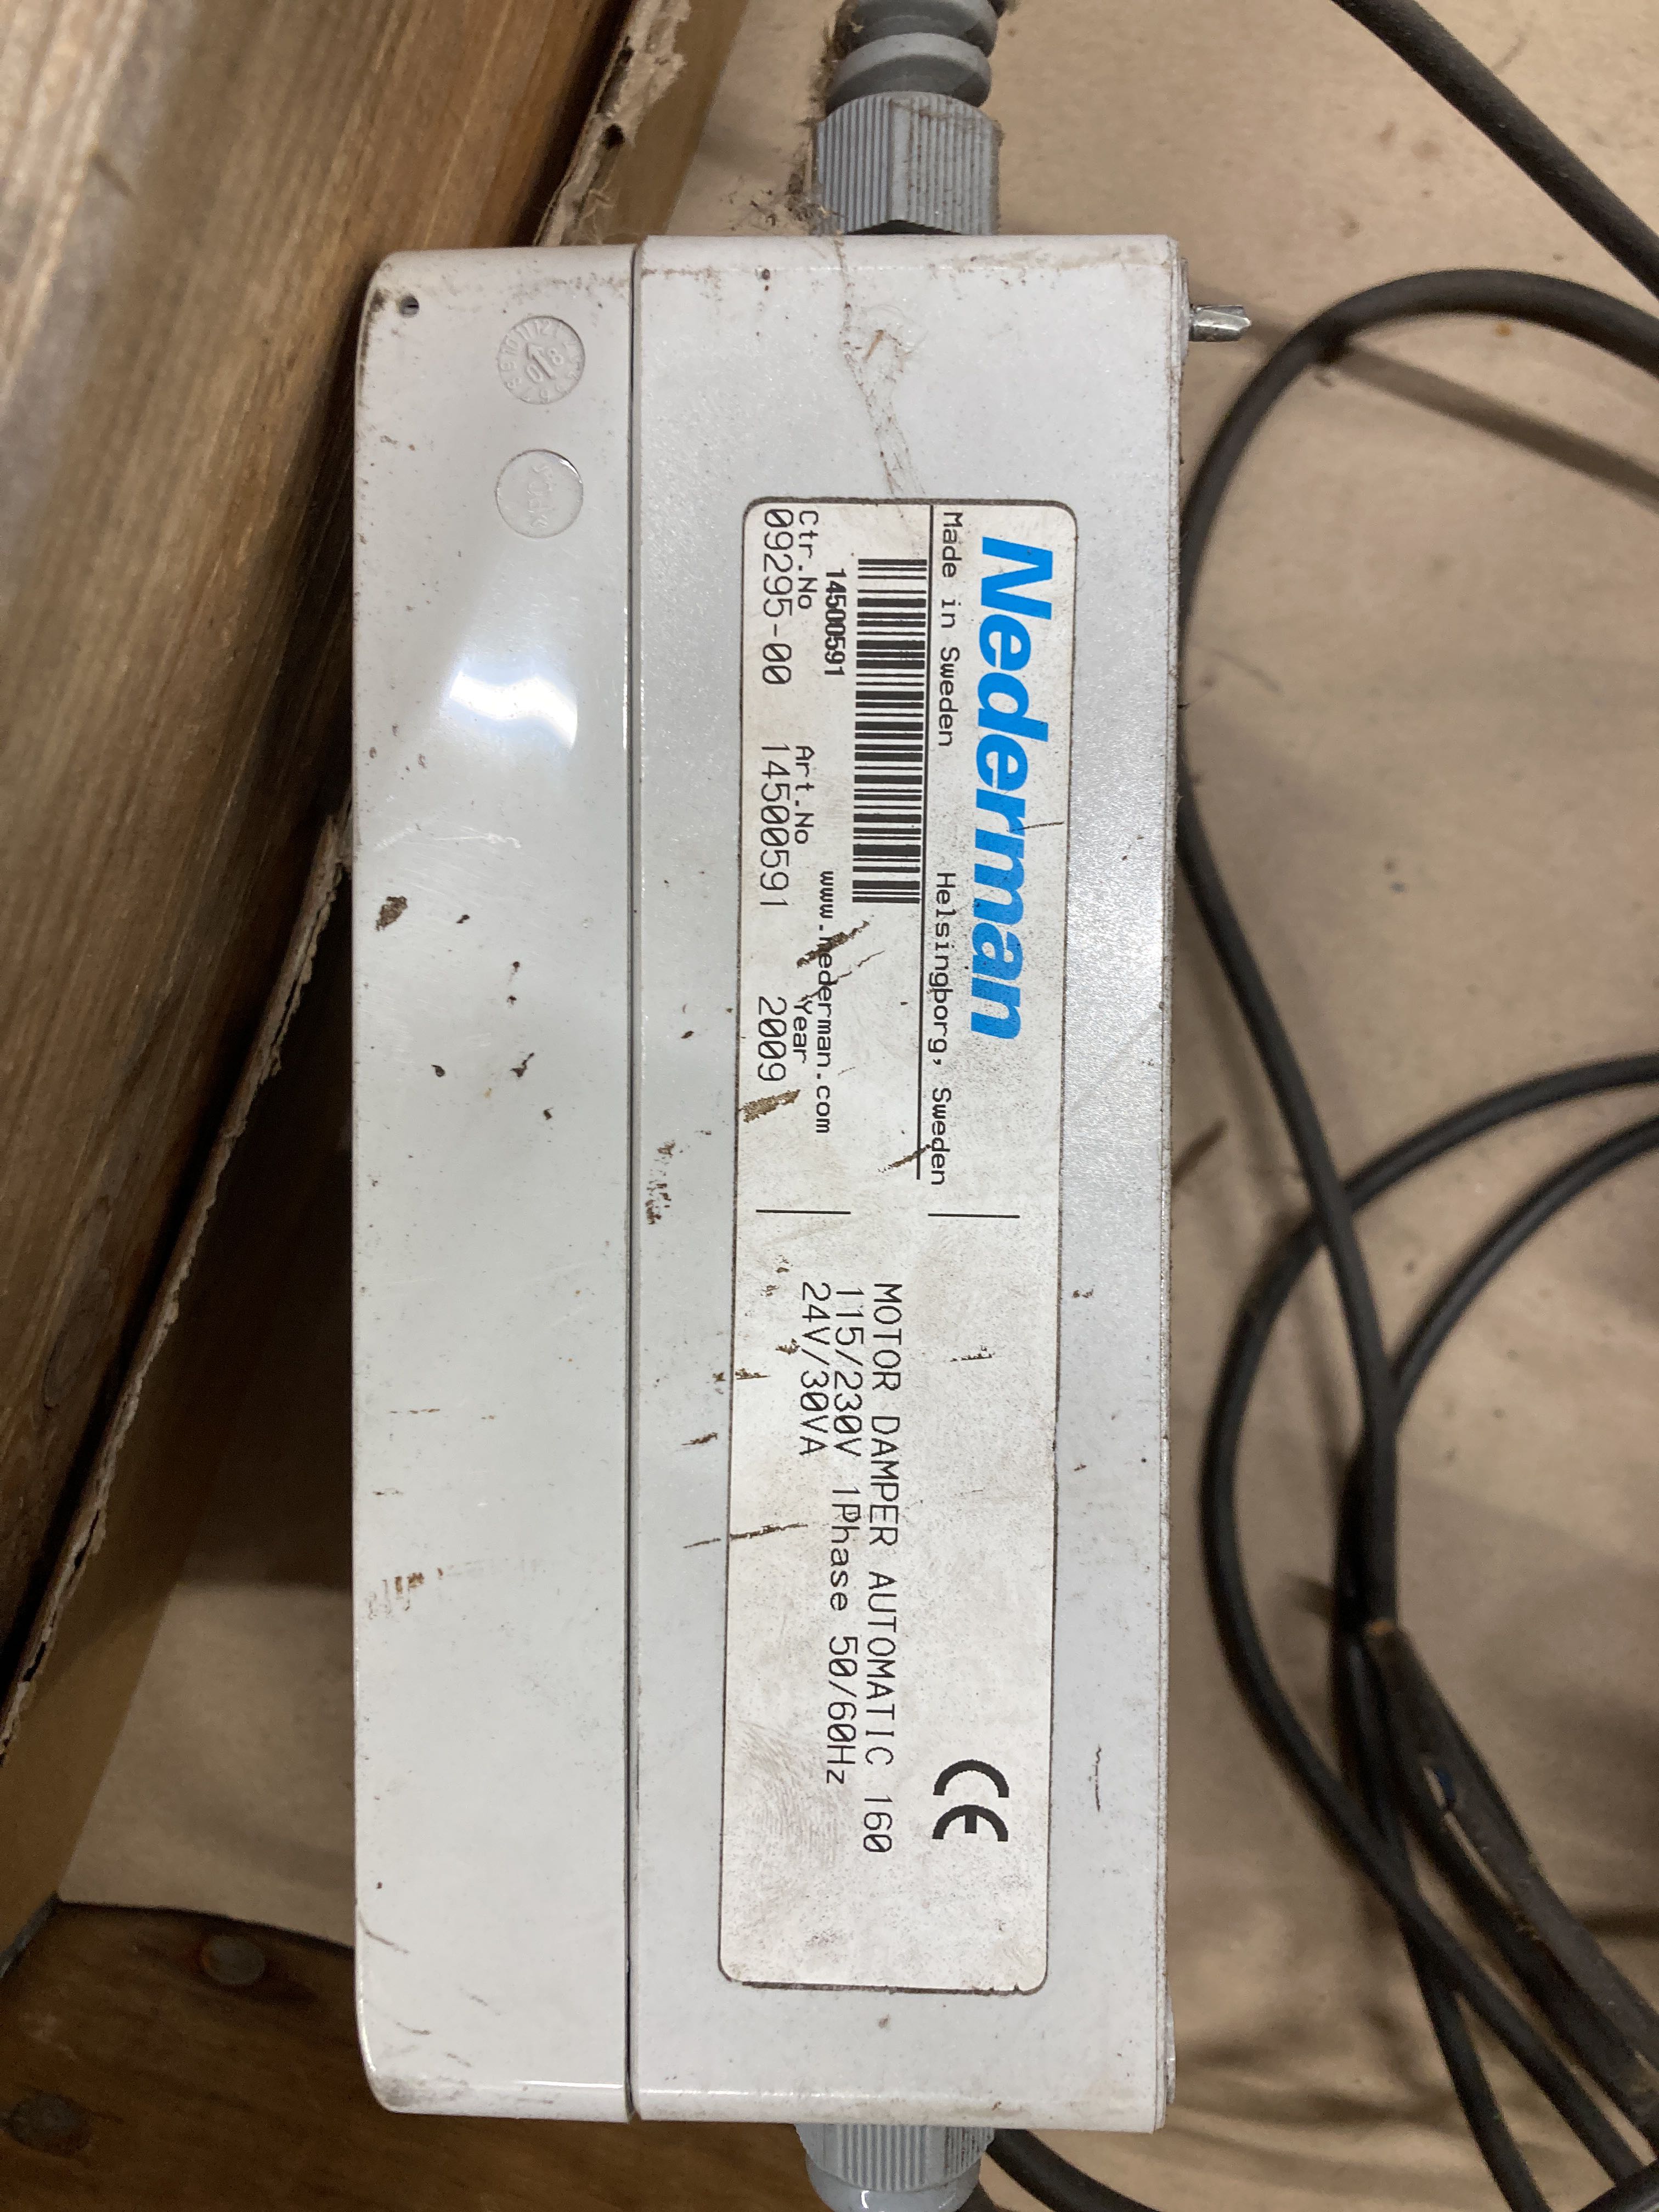 Nederman
Made in Sweden Helsingborg, Sweden
14500591 www.nederman.com
Ctr.No Art.No Year
09295-00 14500591 2009
CE
MOTOR DAMPER AUTOMATIC 160
115/230V 1Phase 50/60Hz
24V/30VA